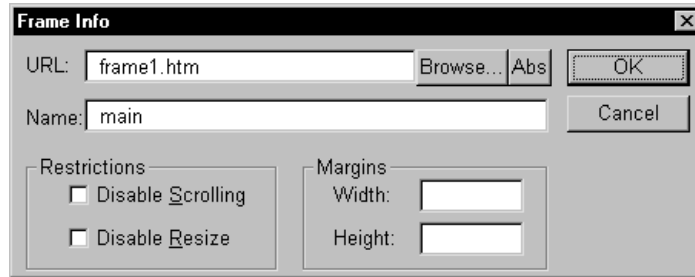 Frame Info
URL: frame1.htm Browse... Abs OK
Name: main Cancel
Restrictions Margins
Disable Scrolling Width:
Disable Resize Height: